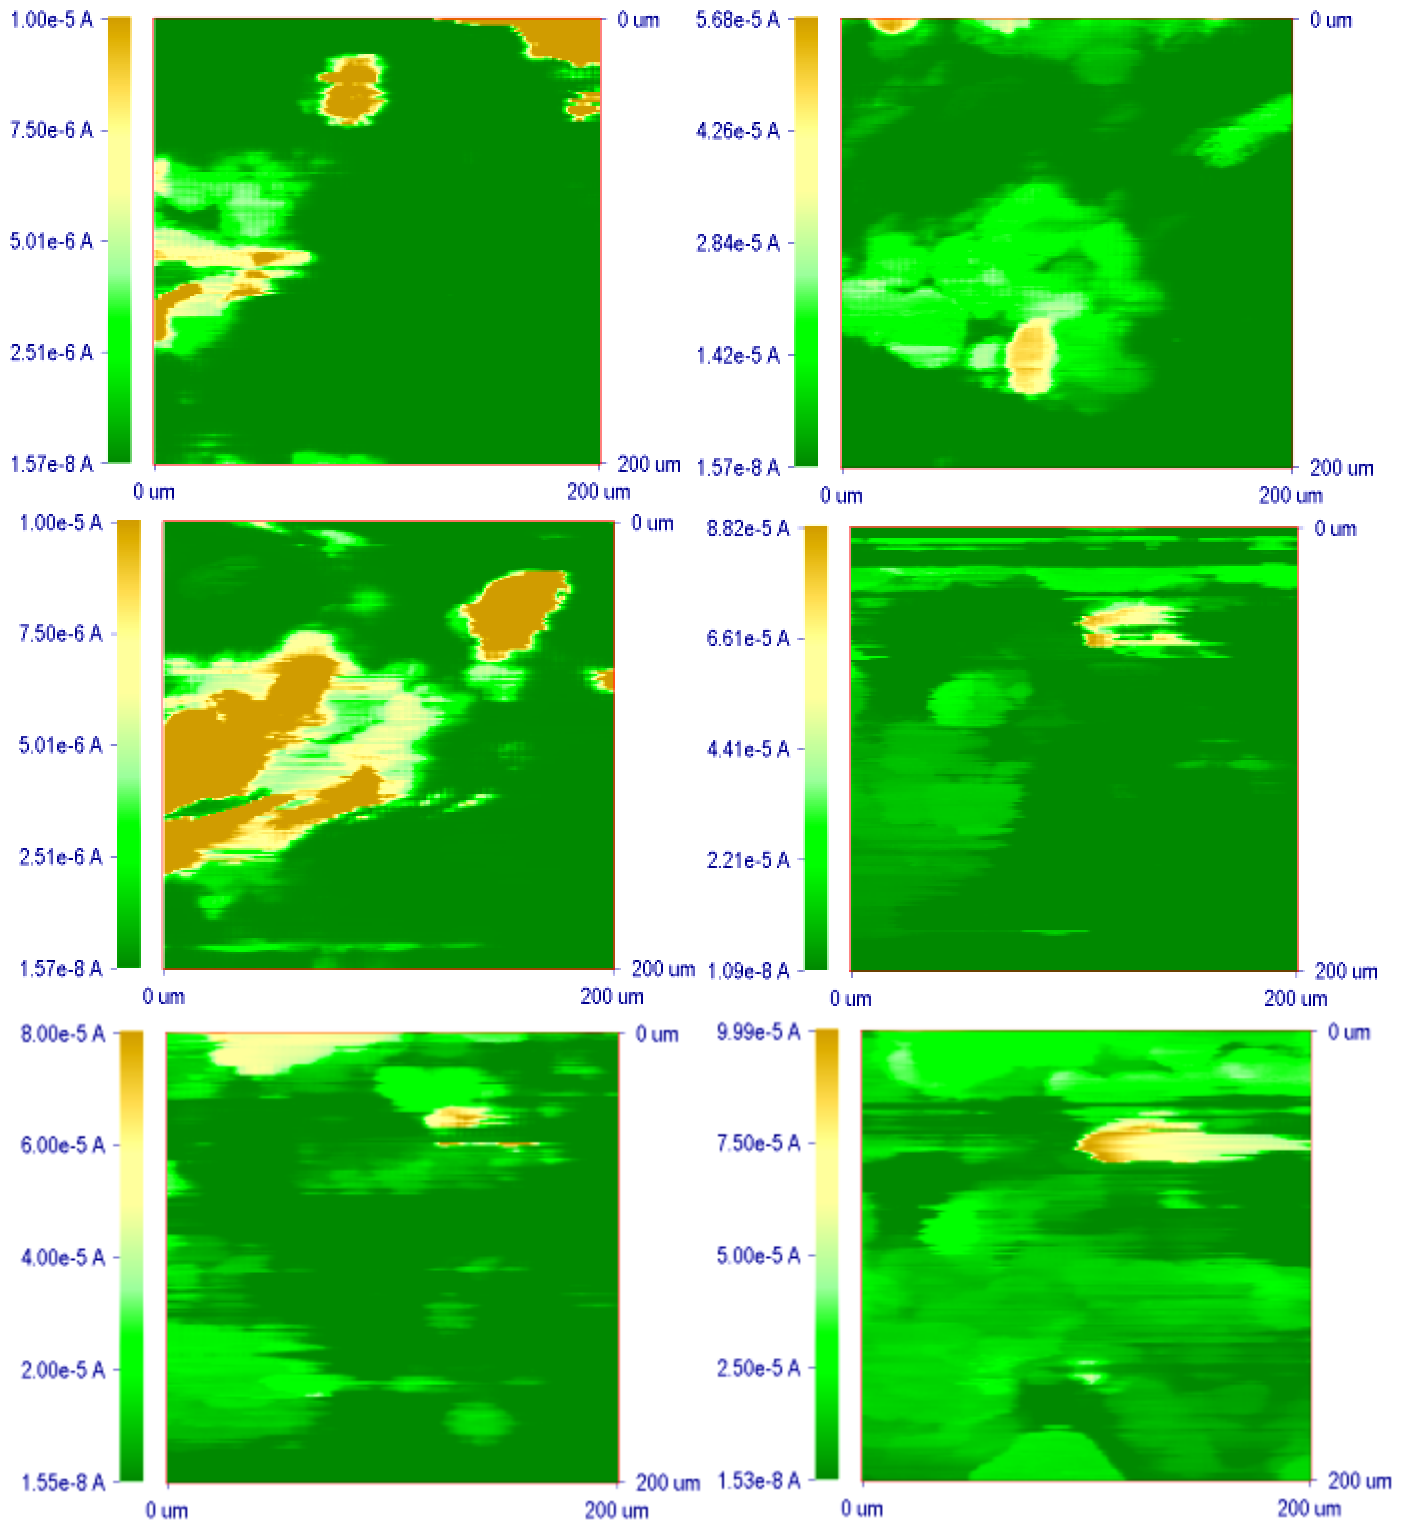 1.00e-5 A
7.50e-6 A
5.01e-6 A
2.51e-6 A
1.57e-8 A
0 um
200 um
0 um
200 um
5.68e-5 A
4.26e-5 A
2.84e-5 A
1.42e-5 A
1.57e-8 A
0 um
200 um
0 um
200 um
1.00e-5 A
7.50e-6 A
5.01e-6 A
2.51e-6 A
1.57e-8 A
0 um
200 um
0 um
200 um
8.82e-5 A
6.61e-5 A
4.41e-5 A
2.21e-5 A
1.09e-8 A
0 um
200 um
0 um
200 um
8.00e-5 A
6.00e-5 A
4.00e-5 A
2.00e-5 A
1.55e-8 A
0 um
200 um
0 um
200 um
9.99e-5 A
7.50e-5 A
5.00e-5 A
2.50e-5 A
1.53e-8 A
0 um
200 um
0 um
200 um